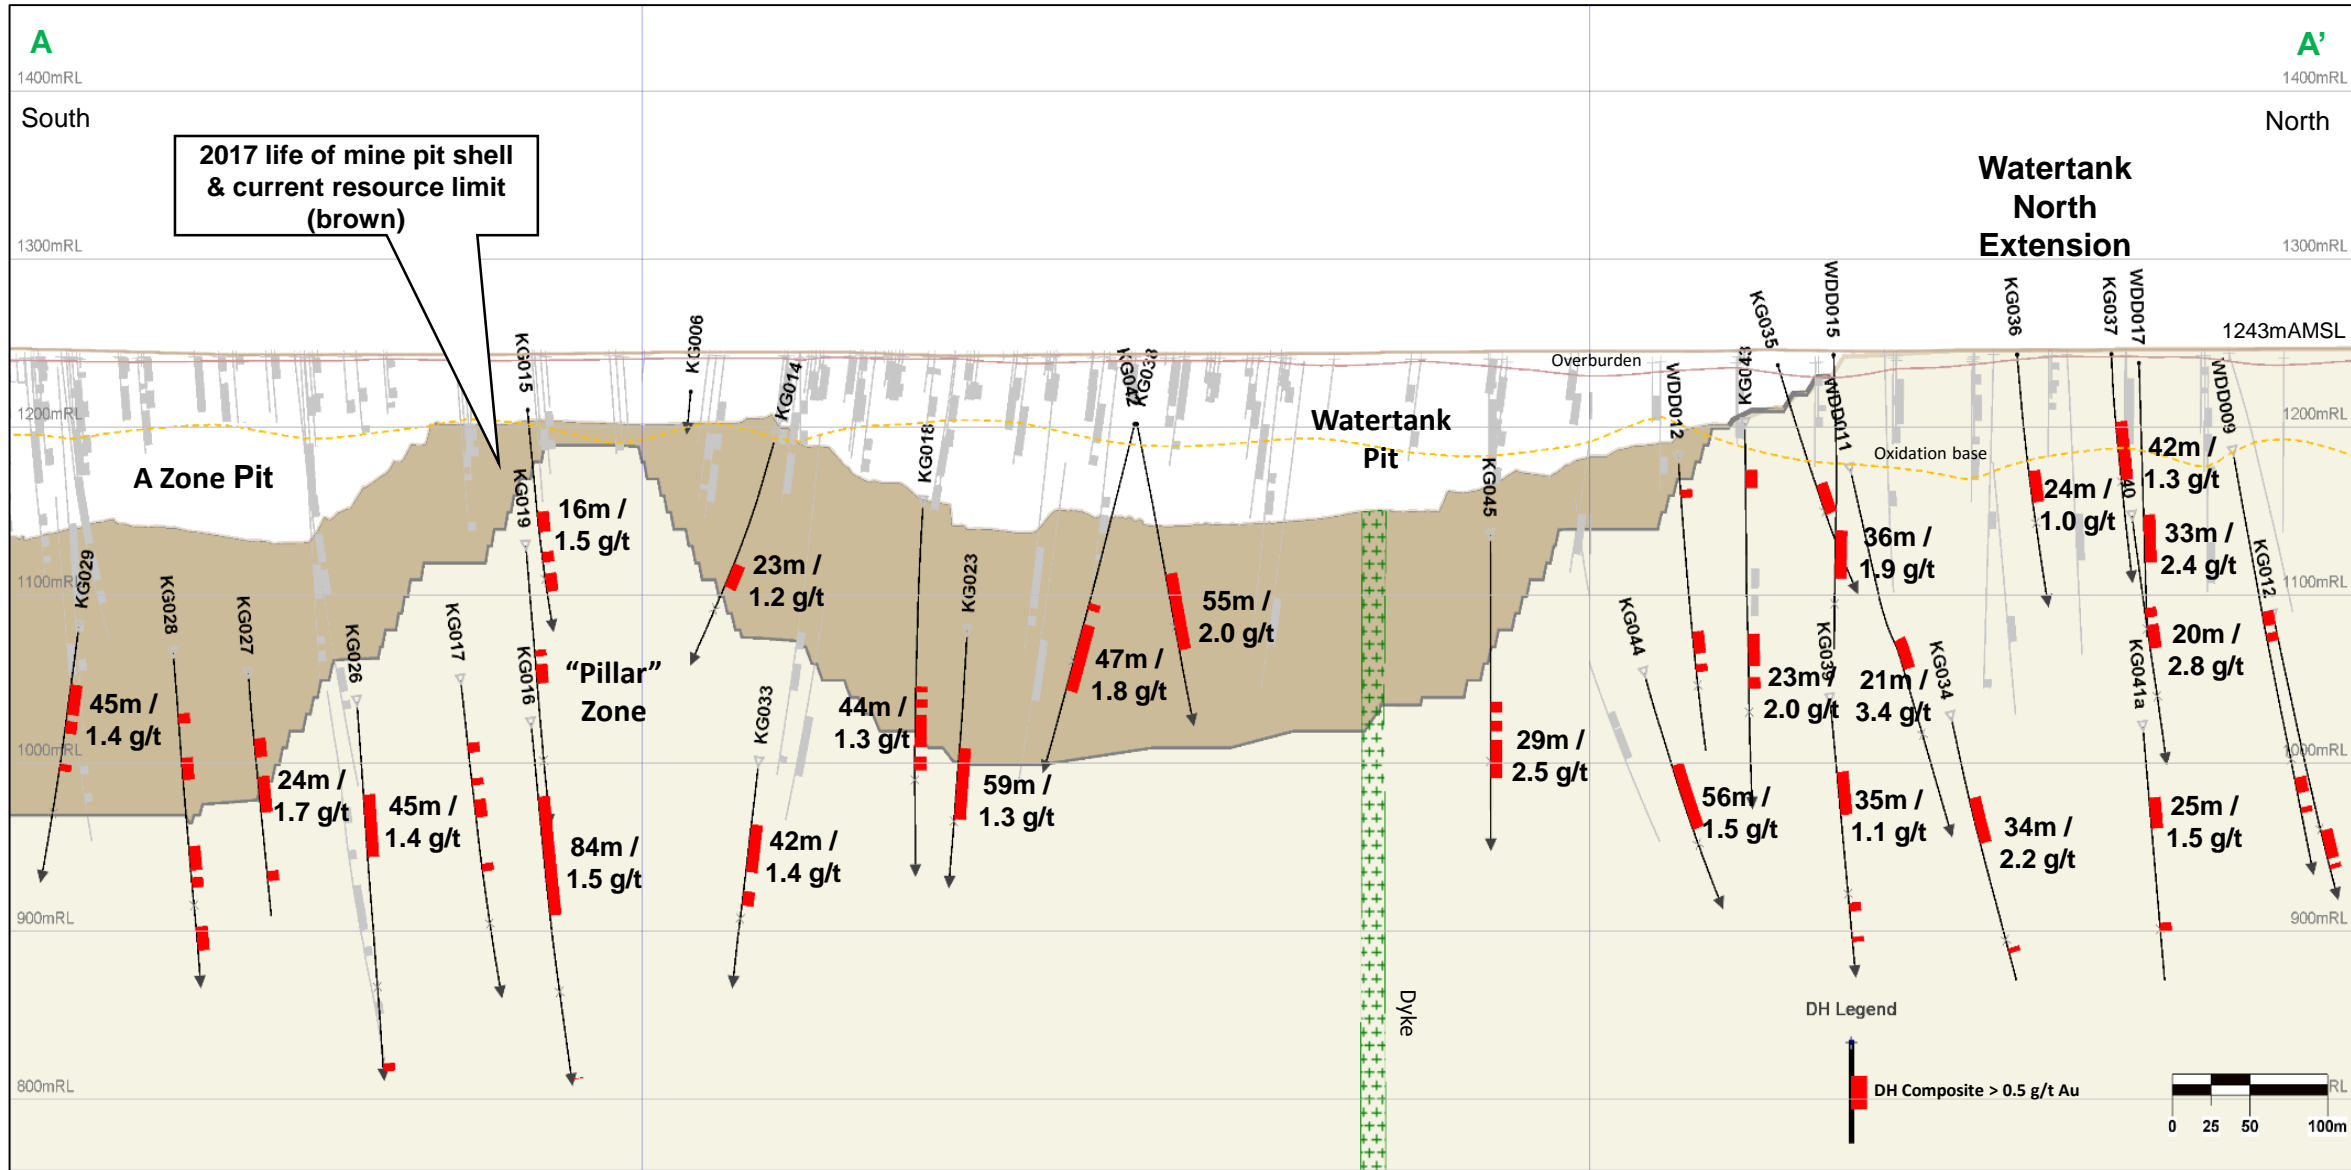 A
A’
1400mRL
1400mRL
South
North
2017 life of mine pit shell
& current resource limit
(brown)
Watertank
North
Extension
1300mRL
1300mRL
1243mAMSL
KG015
KG006
KG014
KG042
KG038
KG035
WDD015
KG036
KG037
WDD017
Overburden
WDD012
KG043
WDD011
WDD009
1200mRL
1200mRL
A Zone Pit
Watertank
Pit
Oxidation base
KG018
KG045
KG019
40
42m /
1.3 g/t
24m /
1.0 g/t
16m /
1.5 g/t
36m /
1.9 g/t
33m /
2.4 g/t
KG029
KG028
KG027
KG026
KG017
KG016
KG023
KG012
1100mRL
1100mRL
23m /
1.2 g/t
55m /
2.0 g/t
KG044
KG039
KG034
KG041a
20m /
2.8 g/t
“Pillar”
Zone
47m /
1.8 g/t
KG033
45m /
1.4 g/t
44m /
1.3 g/t
23m /
2.0 g/t
21m /
3.4 g/t
1000mRL
1000mRL
29m /
2.5 g/t
24m /
1.7 g/t
45m /
1.4 g/t
59m /
1.3 g/t
56m /
1.5 g/t
35m /
1.1 g/t
34m /
2.2 g/t
25m /
1.5 g/t
84m /
1.5 g/t
42m /
1.4 g/t
900mRL
900mRL
Dyke
DH Legend
800mRL
RL
DH Composite > 0.5 g/t Au
0 25 50 100m